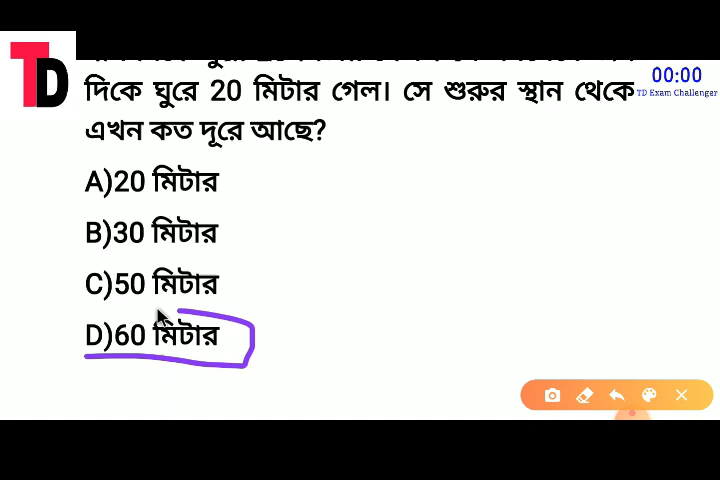 TD
দিকে ঘুরে 20 মিটার গেল। সে শুরুর স্থান থেকে
এখন কত দূরে আছে?
A)20 মিটার
B)30 মিটার
C)50 মিটার
D)60 মিটার
00:00
TD Exam Challenger